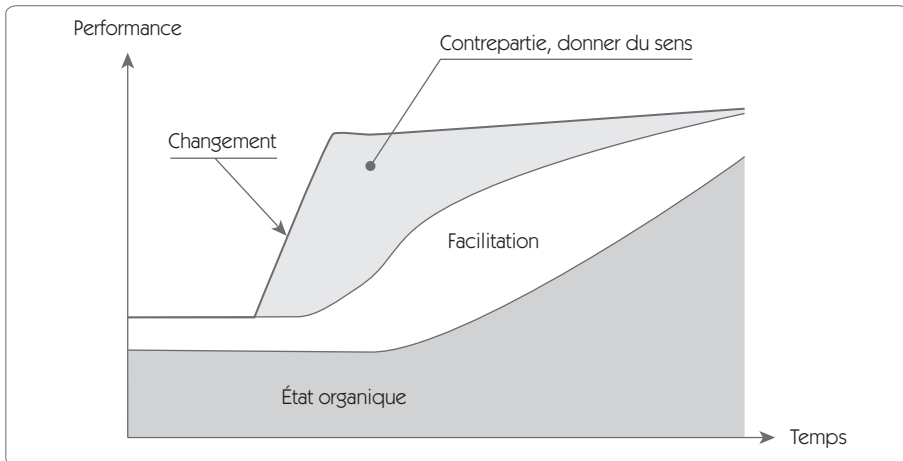 Performance
Contrepartie, donner du sens
Changement
Facilitation
État organique
Temps